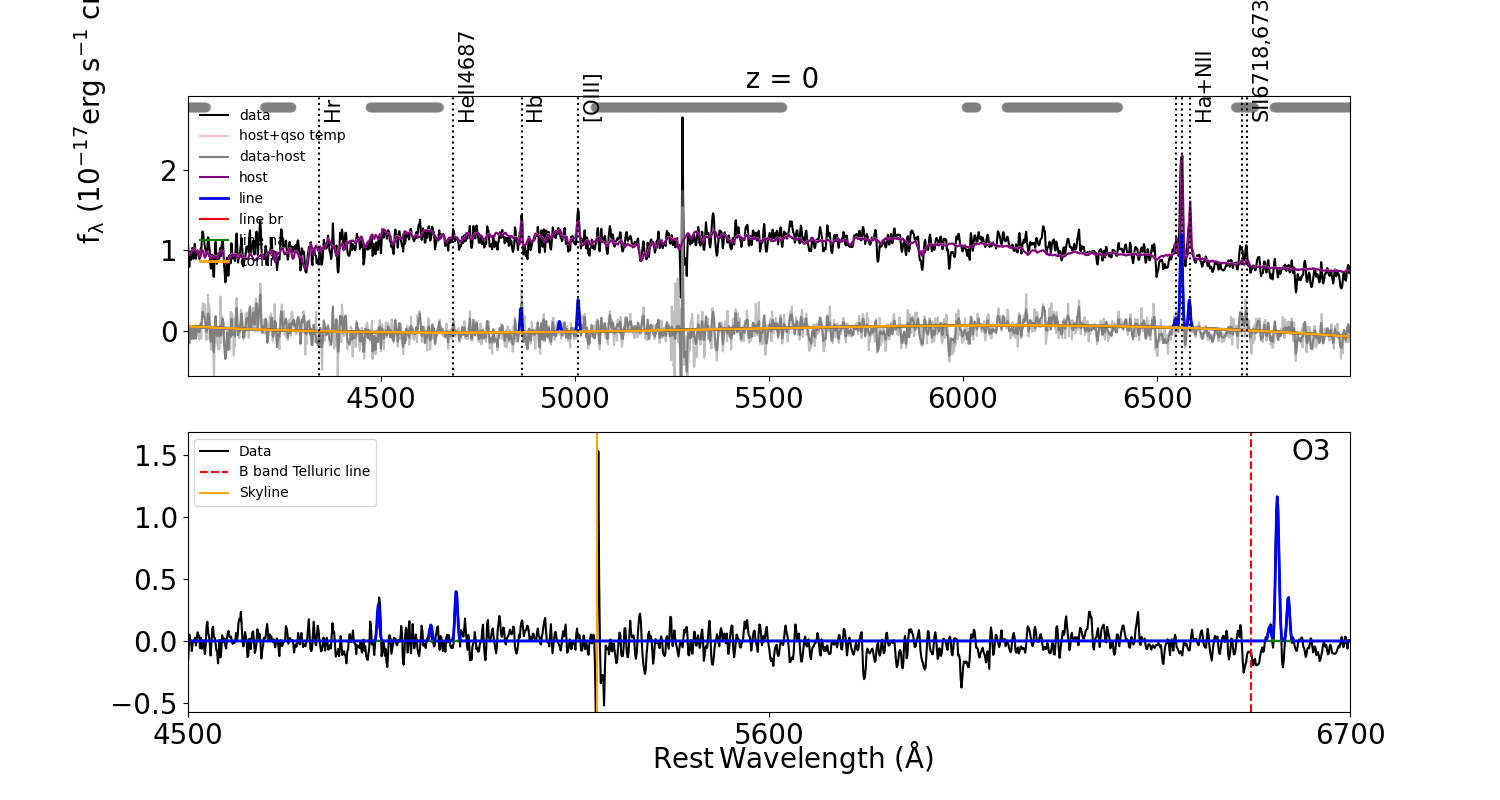 z = 0
f_λ (10^{-17} erg s^{-1}
Hr
HeII4687
Hb
[OIII]
Ha+NII
SII6718,673
data
host+qso temp
data-host
host
line
line br
2
1
0
4500
5000
5500
6000
6500
O3
Data
B band Telluric line
Skyline
1.5
1.0
0.5
0.0
−0.5
4500
5600
6700
Rest Wavelength (Å)